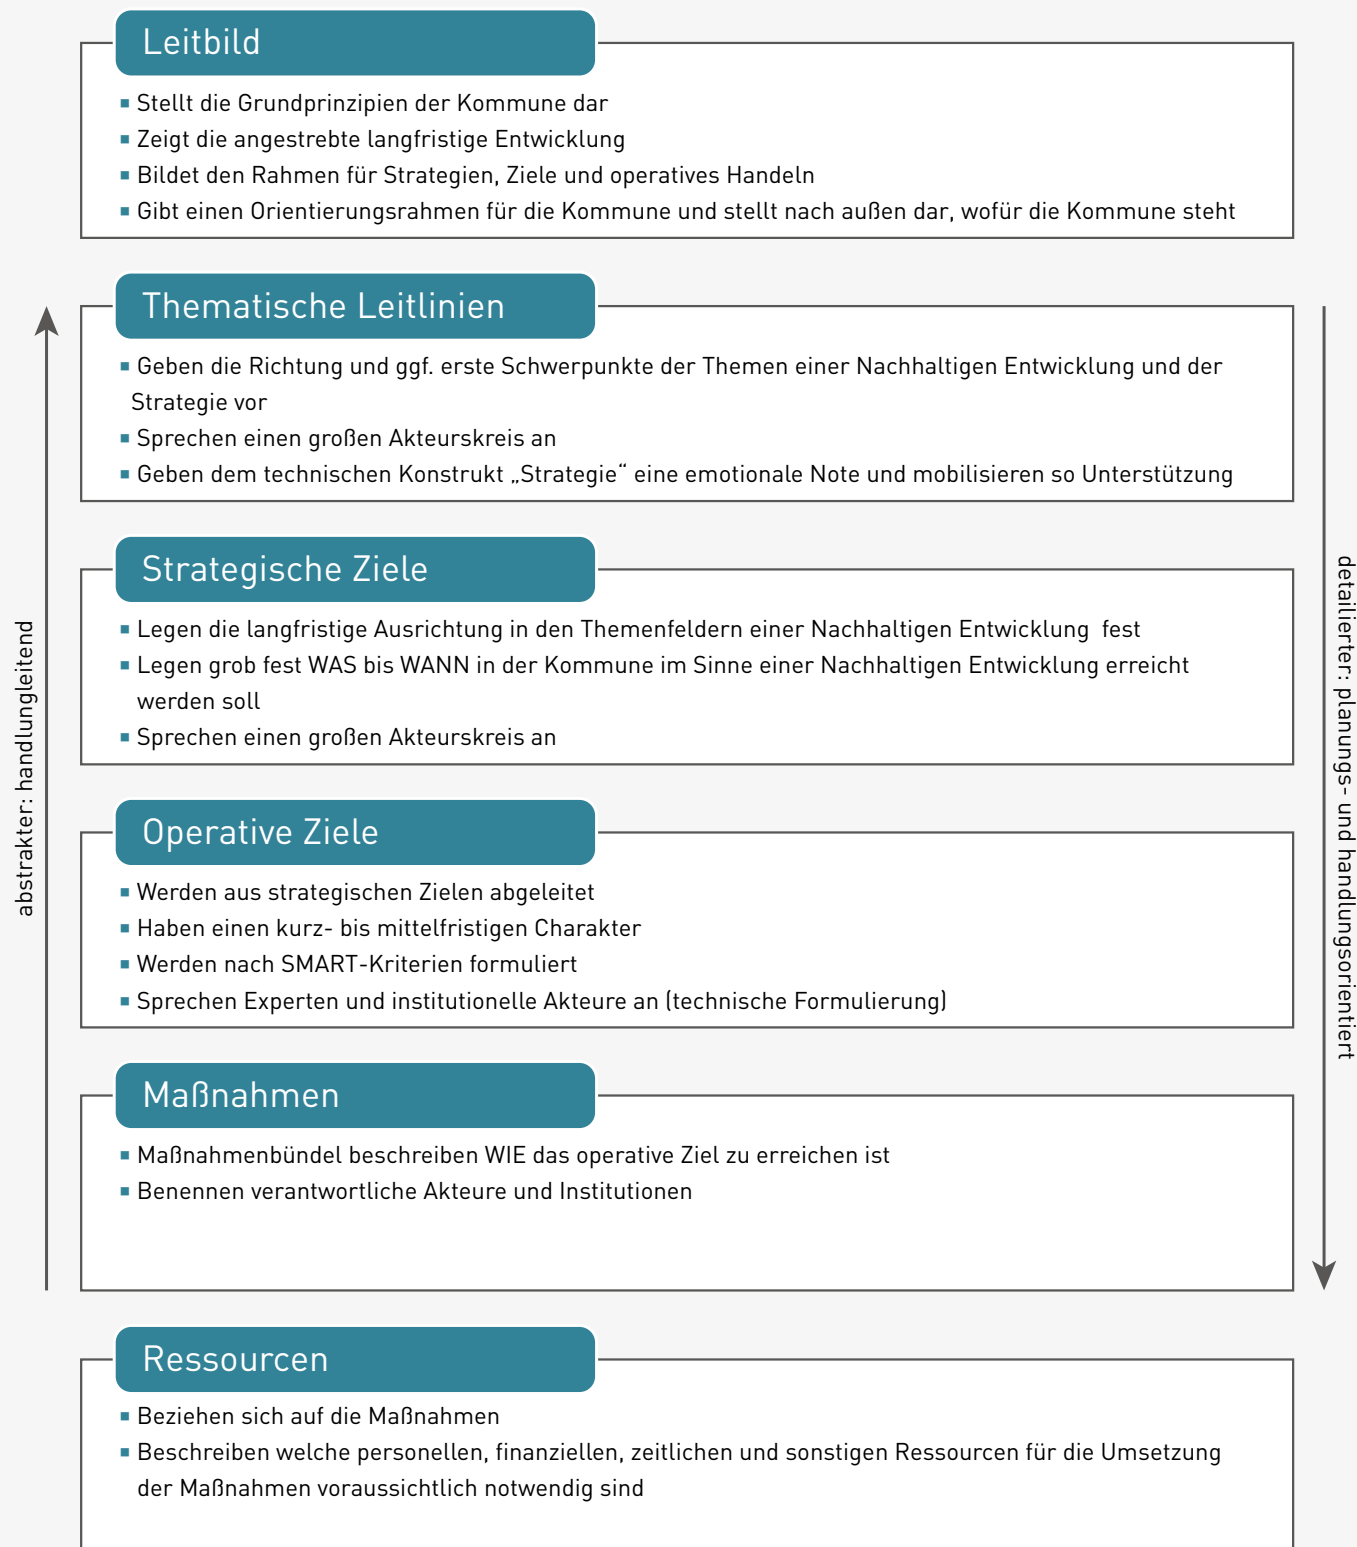 Leitbild
▪ Stellt die Grundprinzipien der Kommune dar
▪ Zeigt die angestrebte langfristige Entwicklung
▪ Bildet den Rahmen für Strategien, Ziele und operatives Handeln
▪ Gibt einen Orientierungsrahmen für die Kommune und stellt nach außen dar, wofür die Kommune steht
Thematische Leitlinien
▪ Geben die Richtung und ggf. erste Schwerpunkte der Themen einer Nachhaltigen Entwicklung und der
Strategie vor
▪ Sprechen einen großen Akteurskreis an
▪ Geben dem technischen Konstrukt „Strategie“ eine emotionale Note und mobilisieren so Unterstützung
Strategische Ziele
▪ Legen die langfristige Ausrichtung in den Themenfeldern einer Nachhaltigen Entwicklung fest
▪ Legen grob fest WAS bis WANN in der Kommune im Sinne einer Nachhaltigen Entwicklung erreicht
werden soll
▪ Sprechen einen großen Akteurskreis an
Operative Ziele
▪ Werden aus strategischen Zielen abgeleitet
▪ Haben einen kurz- bis mittelfristigen Charakter
▪ Werden nach SMART-Kriterien formuliert
▪ Sprechen Experten und institutionelle Akteure an (technische Formulierung)
Maßnahmen
▪ Maßnahmenbündel beschreiben WIE das operative Ziel zu erreichen ist
▪ Benennen verantwortliche Akteure und Institutionen
Ressourcen
▪ Beziehen sich auf die Maßnahmen
▪ Beschreiben welche personellen, finanziellen, zeitlichen und sonstigen Ressourcen für die Umsetzung
der Maßnahmen voraussichtlich notwendig sind
abstrakter: handlungleitend
detailierter: planungs- und handlungsorientiert